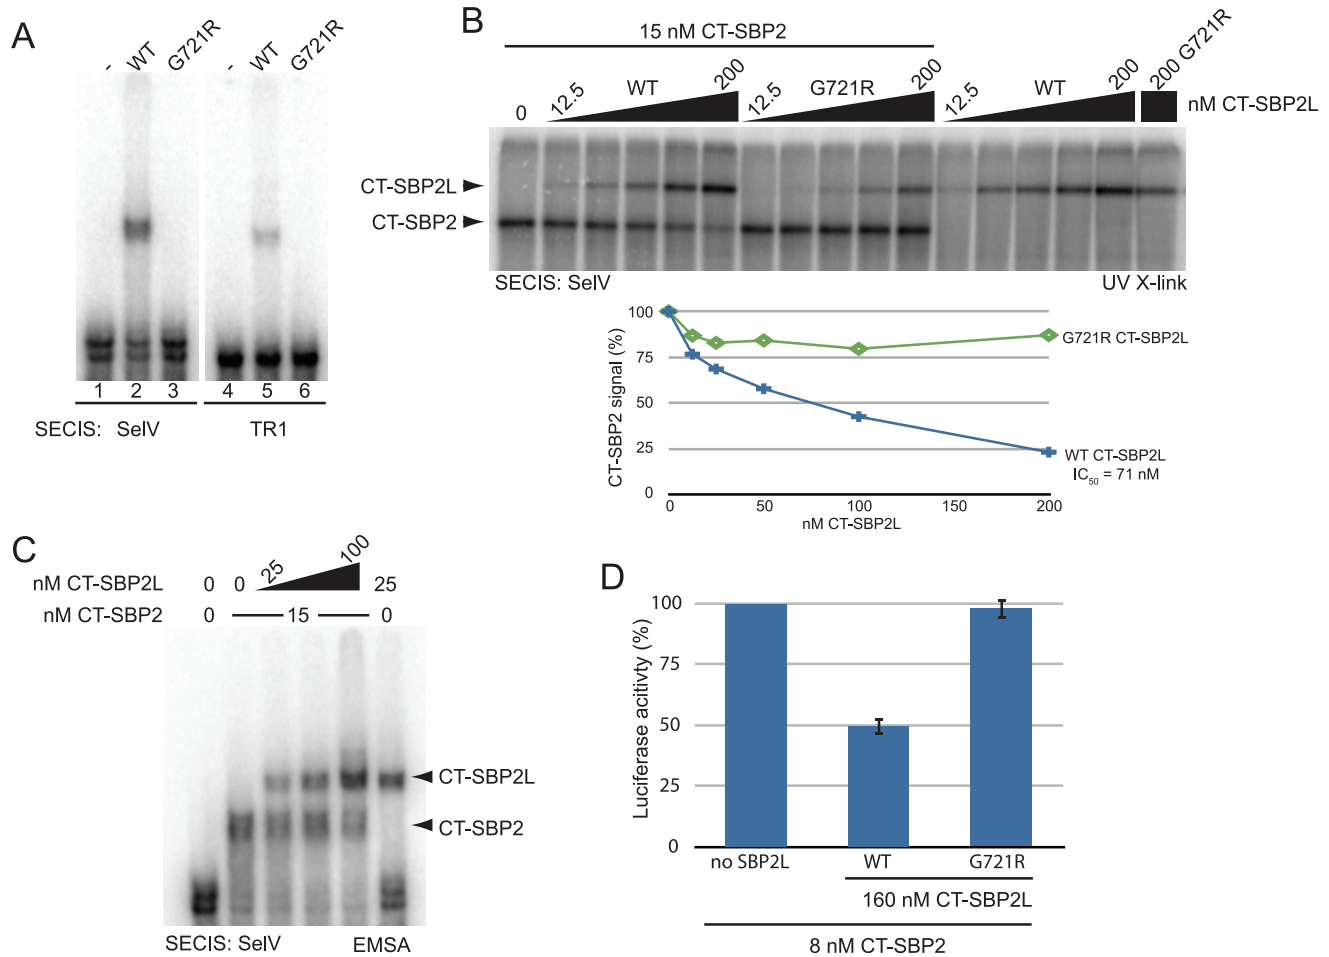 A
- WT G721R - WT G721R
1 2 3 4 5 6
SECIS: SelV TR1
B
15 nM CT-SBP2
0 12.5 WT 200 12.5 G721R 200 12.5 WT 200 200 G721R
nM CT-SBP2L
CT-SBP2L
CT-SBP2
SECIS: SelV UV X-link
CT-SBP2 signal (%)
100
75
50
25
0
0 50 100 150 200
nM CT-SBP2L
G721R CT-SBP2L
WT CT-SBP2L
IC50 = 71 nM
C
nM CT-SBP2L 0 0 25 100 25
nM CT-SBP2 0 15 0
CT-SBP2L
CT-SBP2
SECIS: SelV EMSA
D
Luciferase acitivty (%)
100
75
50
25
0
no SBP2L WT G721R
160 nM CT-SBP2L
8 nM CT-SBP2